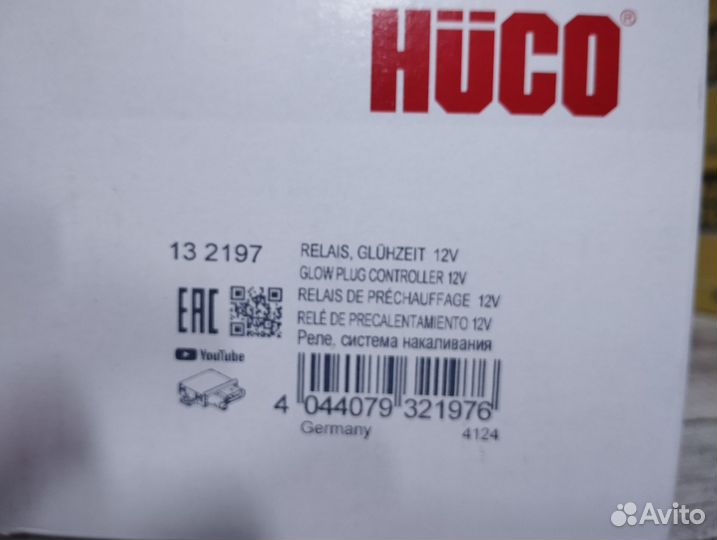 HÜCO®
13 2197
RELAIS, GLÜHZEIT 12V
GLOW PLUG CONTROLLER 12V
RELAIS DE PRÉCHAUFFAGE 12V
RELÉ DE PRECALENTAMIENTO 12V
Реле, система накаливания
EAC
YouTube
4 044079 321976
Germany 4124
Avito